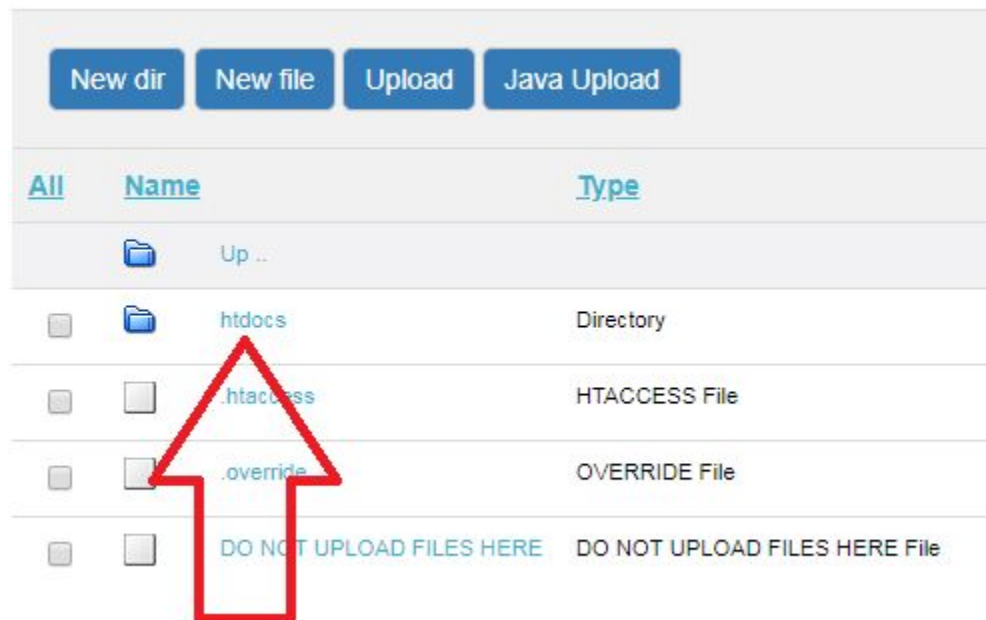 New dir New file Upload Java Upload
All Name Type
Up ..
htdocs Directory
.htaccess HTACCESS File
.override OVERRIDE File
DO NOT UPLOAD FILES HERE DO NOT UPLOAD FILES HERE File